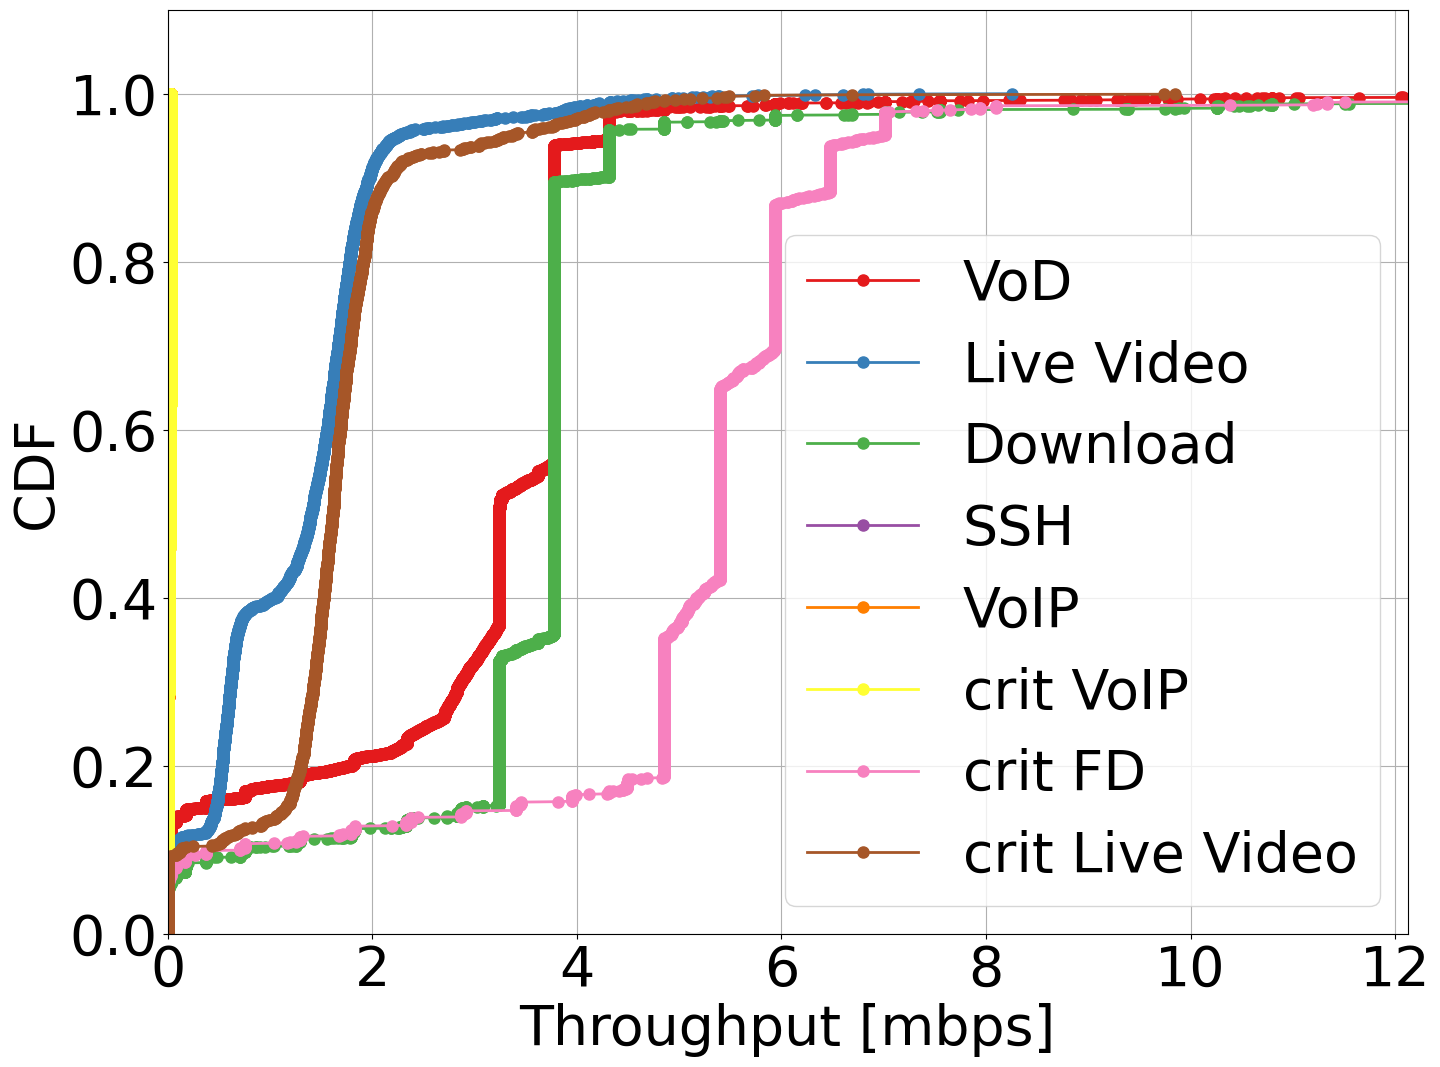 1.0
0.8
0.6
0.4
0.2
0.0
CDF
0 2 4 6 8 10 12
Throughput [mbps]
VoD
Live Video
Download
SSH
VoIP
crit VoIP
crit FD
crit Live Video